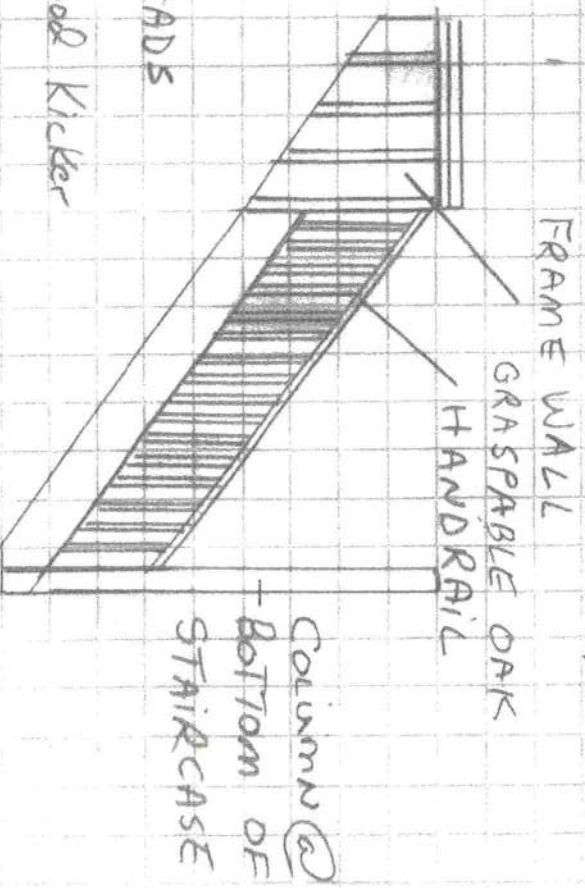 FRAME WALL
GRASPABLE OAK
HANDRAIL
COLUMN @
BOTTOM OF
STAIRCASE
ADS
Kicker